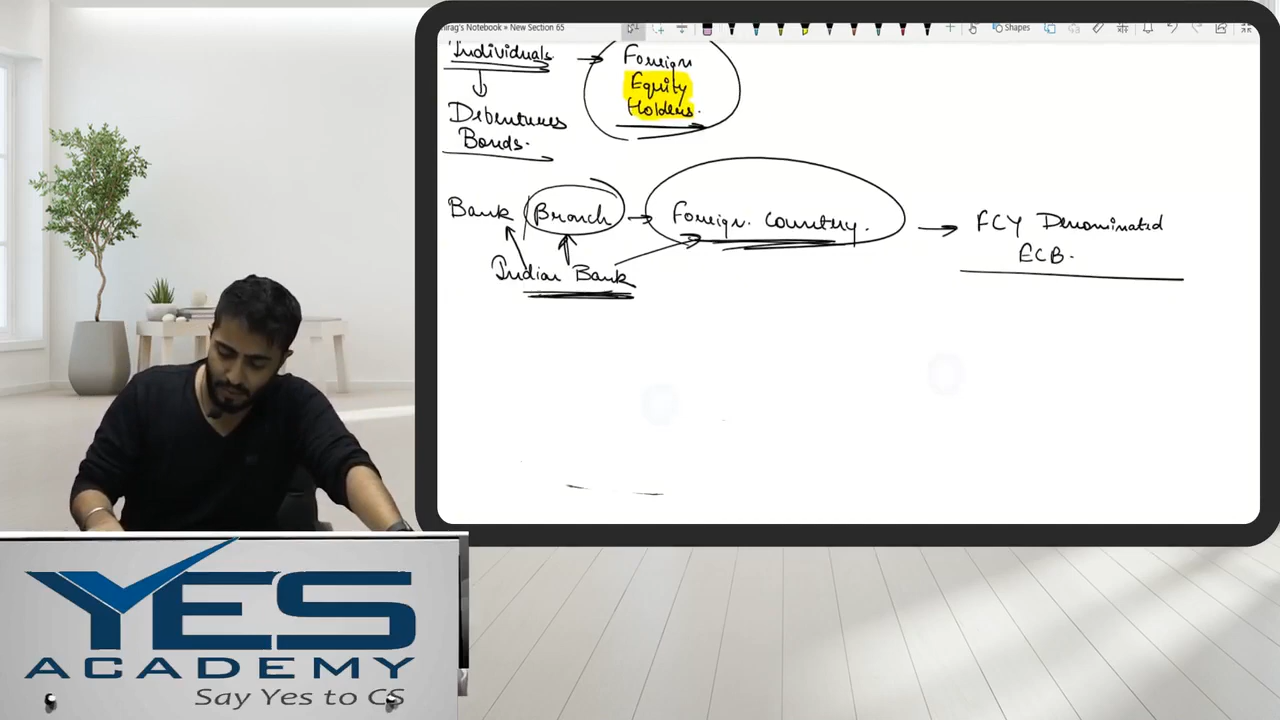 irag's Notebook » New Section 65
Shapes
Individuals
Foreign
Equity
Holders.
Debentures
Bonds.
Bank Branch Foreign Country. FCY Denominated
ECB.
Indian Bank
YES
ACADEMY
Say Yes to CS